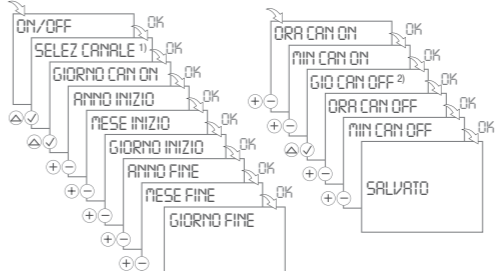 ON/OFF
OK
SELEZ CANALE 1)
OK
GIORNO CAN ON
OK
ANNO INIZIO
OK
MESE INIZIO
OK
GIORNO INIZIO
OK
ANNO FINE
OK
MESE FINE
OK
GIORNO FINE
ORA CAN ON
OK
MIN CAN ON
OK
GIO CAN OFF 2)
OK
ORA CAN OFF
OK
MIN CAN OFF
OK
SALVATO